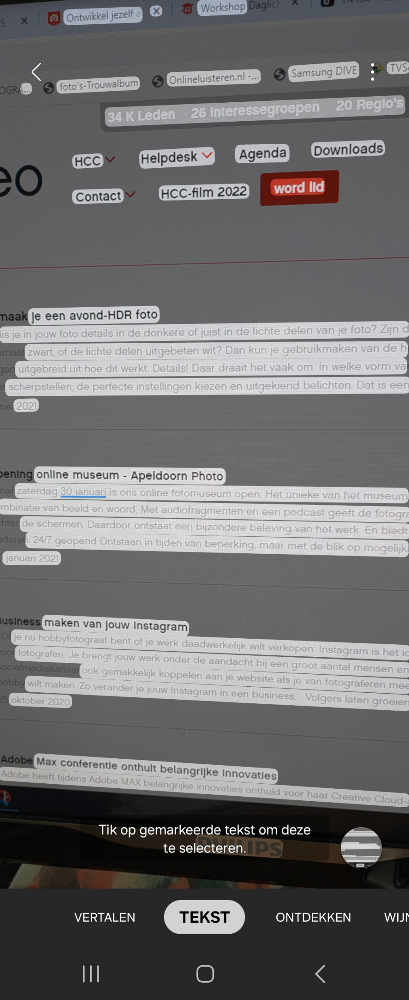 Ontwikkel jezelf a
Workshop Daglich
OGRA... foto's-Trouwalbum Onlineluisteren.nl -... Samsung DIVE TVS
34 K Leden 26 Interessegroepen 20 Regio's
HCC Helpdesk Agenda Downloads
eo
Contact HCC-film 2022 word lid
maak je een avond-HDR foto
lis je in jouw foto details in de donkere of juist in de lichte delen van je foto? Zijn d
emaal zwart, of de lichte delen uitgebeten wit? Dan kun je gebruikmaken van de h
gen uitgebreid uit hoe dit werkt. Details! Daar draait het vaak om. In welke vorm va
st scherpstellen, de perfecte instellingen kiezen én uitgekiend belichten. Dat is een
mei 2021
pening online museum - Apeldoorn Photo
naf zaterdag 30 januari is ons online fotomuseum open. Het unieke van het museum
mbinatie van beeld en woord. Met audiofragmenten en een podcast geeft de fotogra
chter de schermen. Daardoor ontstaat een bijzondere beleving van het werk. En biedt
nderen. 24/7 geopend Ontstaan in tijden van beperking, maar met de blik op mogelijk
januari 2021
Business maken van jouw Instagram
Of je nu hobbyfotograaf bent of je werk daadwerkelijk wilt verkopen: Instagram is het id
voor fotografen. Je brengt jouw werk onder de aandacht bij een groot aantal mensen en
socialmediakanaal ook gemakkelijk koppelen aan je website als je van fotograferen mee
hobby wilt maken. Zo verander je jouw Instagram in een business. Volgers laten groeien
25 oktober 2020
Adobe Max conferentie onthult belangrijke innovaties
Adobe heeft tijdens Adobe MAX belangrijke innovaties onthuld voor haar Creative Cloud-
PHILIPS
Tik op gemarkeerde tekst om deze
te selecteren.
VERTALEN TEKST ONTDEKKEN WIJN